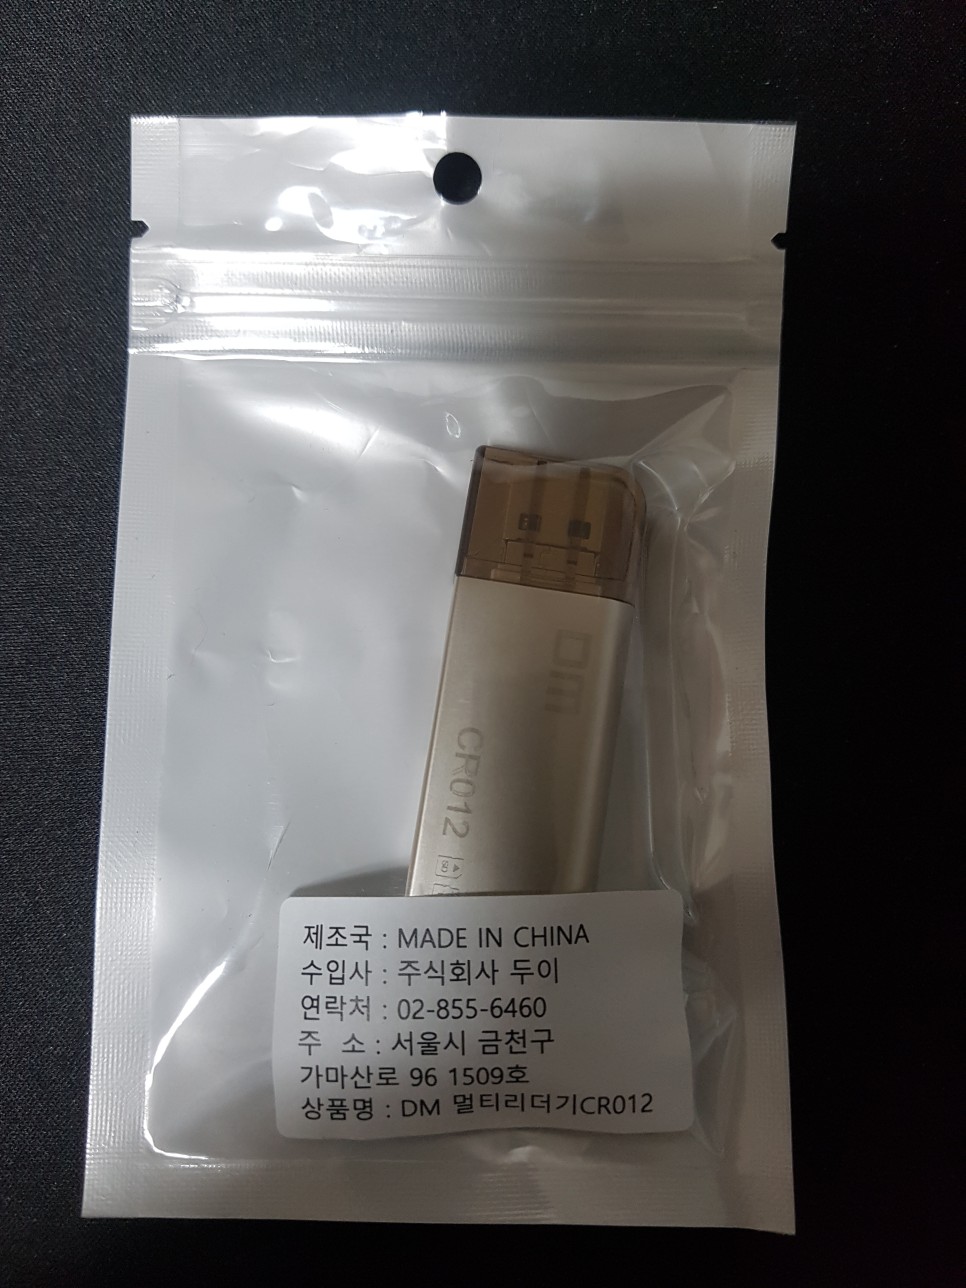 DM
CR012
제조국 : MADE IN CHINA
수입사 : 주식회사 두이
연락처 : 02-855-6460
주 소 : 서울시 금천구
가마산로 96 1509호
상품명 : DM 멀티리더기CR012